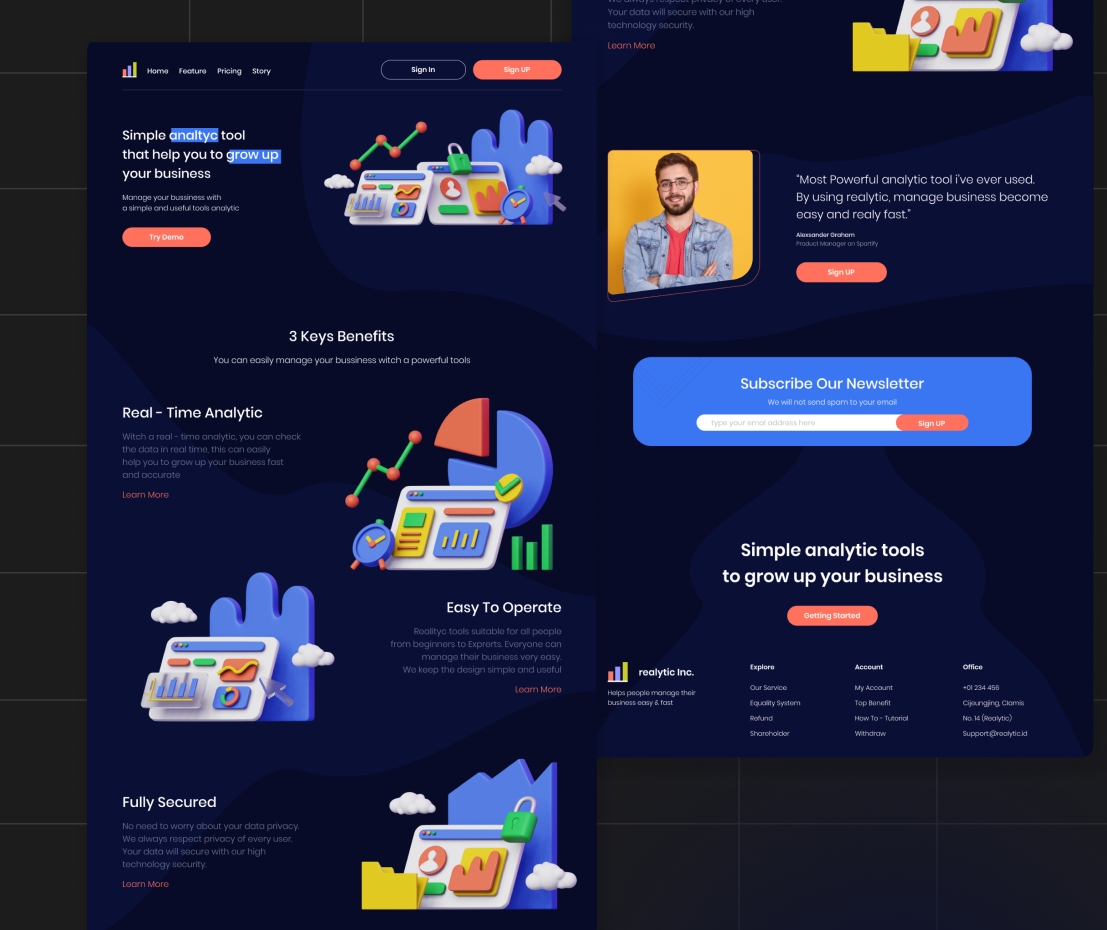 Home Feature Pricing Story
Sign In
Sign UP
Simple analtyc tool
that help you to grow up
your business
Manage your bussiness with
a simple and useful tools analytic
Try Demo
3 Keys Benefits
You can easily manage your bussiness witch a powerful tools
Real - Time Analytic
Witch a real - time analytic, you can check
the data in real time, this can easily
help you to grow up your business fast
and accurate
Learn More
Easy To Operate
Realityc tools suitable for all people
from beginners to Exprerts. Everyone can
manage their business very easy.
We keep the design simple and useful
Learn More
Fully Secured
No need to worry about your data privacy.
We always respect privacy of every user.
Your data will secure with our high
technology security.
Learn More
We always respect privacy of every user.
Your data will secure with our high
technology security.
Learn More
"Most Powerful analytic tool i've ever used.
By using realytic, manage business become
easy and realy fast."
Alexsander Graham
Product Manager on Sportify
Sign UP
Subscribe Our Newsletter
We will not send spam to your email
type your emal address here
Sign UP
Simple analytic tools
to grow up your business
Getting Started
realytic Inc.
Helps people manage their
business easy & fast
Explore
Our Service
Equality System
Refund
Shareholder
Account
My Account
Top Benefit
How To - Tutorial
Withdraw
Office
+01 234 456
Cijeungjing, Ciamis
No. 14 (Realytic)
Support@realytic.id